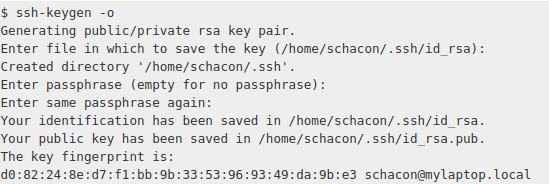 $ ssh-keygen -o
Generating public/private rsa key pair.
Enter file in which to save the key (/home/schacon/.ssh/id_rsa):
Created directory '/home/schacon/.ssh'.
Enter passphrase (empty for no passphrase):
Enter same passphrase again:
Your identification has been saved in /home/schacon/.ssh/id_rsa.
Your public key has been saved in /home/schacon/.ssh/id_rsa.pub.
The key fingerprint is:
d0:82:24:8e:d7:f1:bb:9b:33:53:96:93:49:da:9b:e3 schacon@mylaptop.local